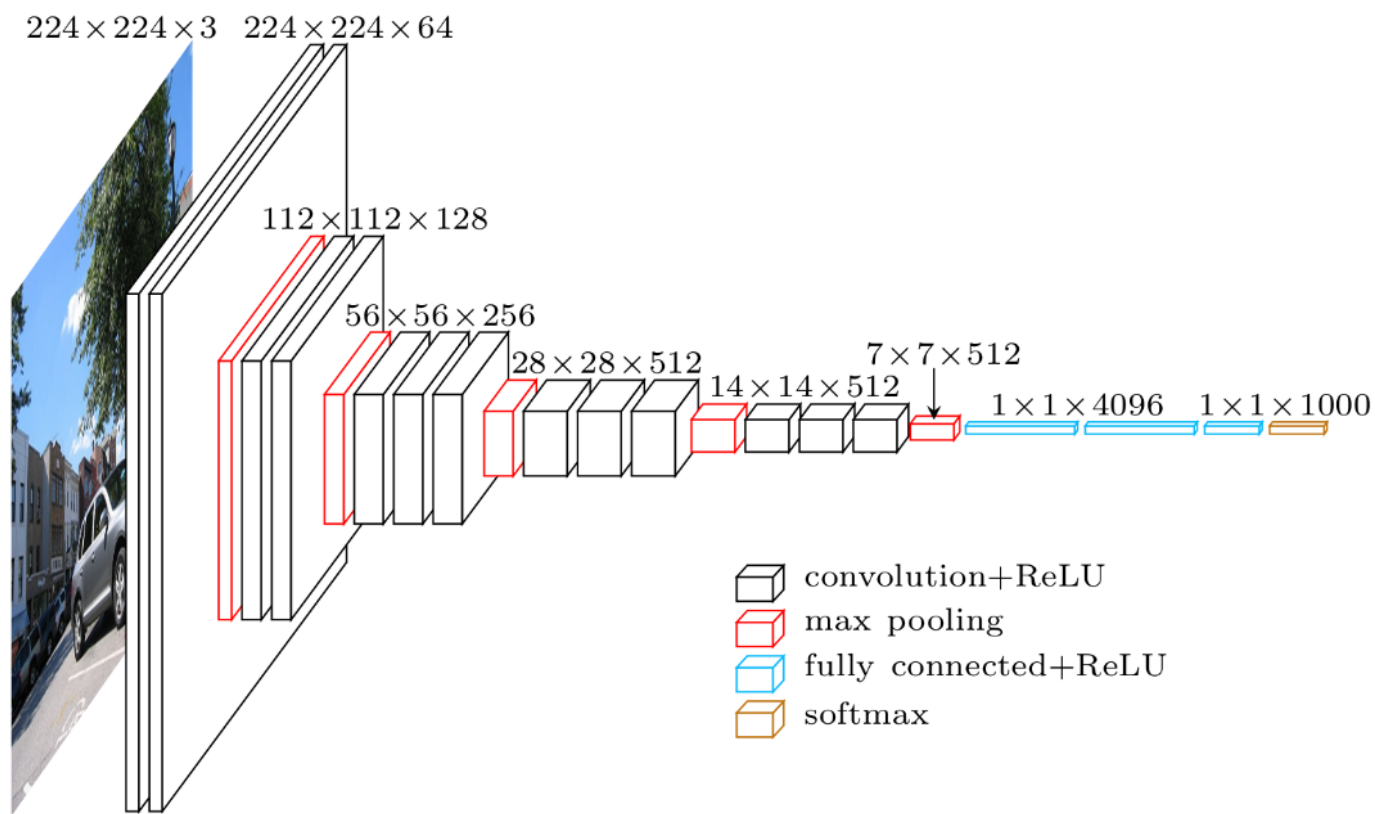 224×224×3
224×224×64
112×112×128
56×56×256
28×28×512
14×14×512
7×7×512
1×1×4096
1×1×1000
convolution+ReLU
max pooling
fully connected+ReLU
softmax